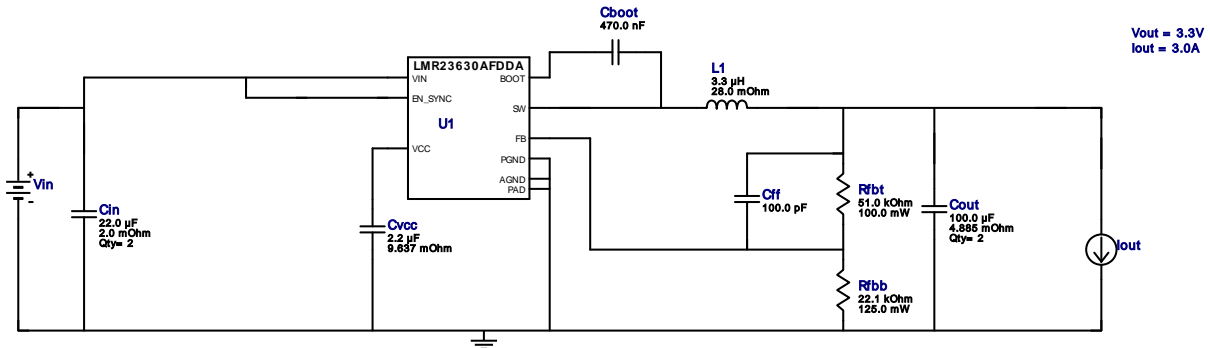 Cboot
470.0 nF
Vout = 3.3V
Iout = 3.0A
LMR23630AFDDA
VIN
BOOT
EN_SYNC
SW
U1
FB
VCC
PGND
AGND
PAD
L1
3.3 µH
28.0 mOhm
+
Vin
-
Cin
22.0 µF
2.0 mOhm
Qty= 2
Cvcc
2.2 µF
9.637 mOhm
Cff
100.0 pF
Rfbt
51.0 kOhm
100.0 mW
Cout
100.0 µF
4.885 mOhm
Qty= 2
Iout
Rfbb
22.1 kOhm
125.0 mW